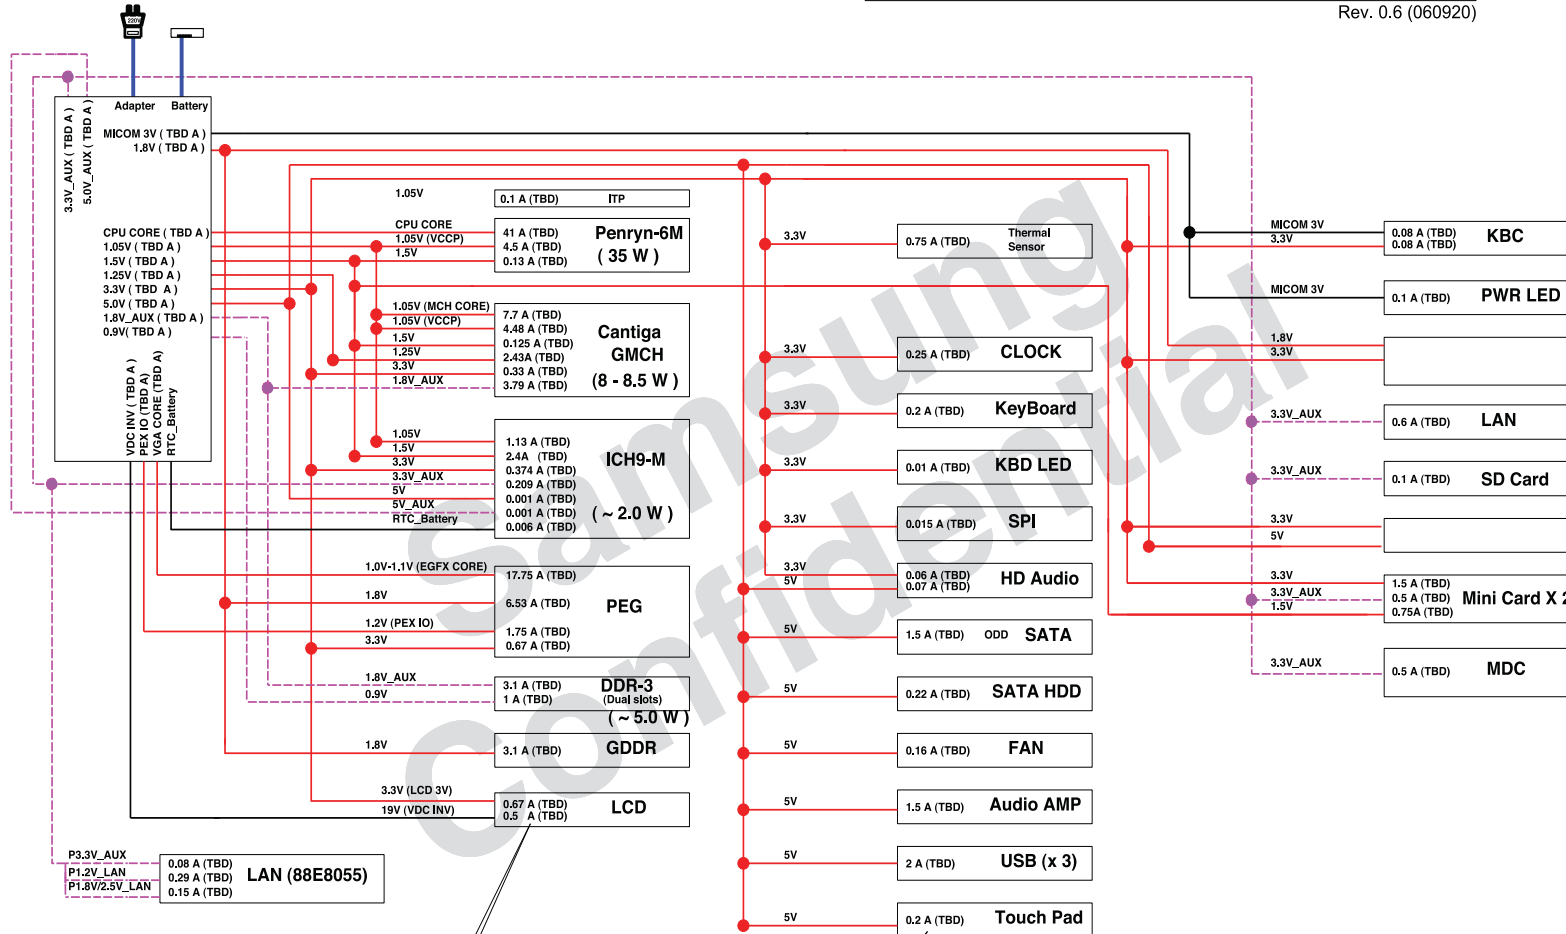 Rev. 0.6 (060920)
220V
Adapter
Battery
3.3V_AUX ( TBD A )
5.0V_AUX ( TBD A )
MICOM 3V ( TBD A )
1.8V ( TBD A )
CPU CORE ( TBD A )
1.05V ( TBD A )
1.5V ( TBD A )
1.25V ( TBD A )
3.3V ( TBD A )
5.0V ( TBD A )
1.8V_AUX ( TBD A )
0.9V( TBD A )
VDC INV ( TBD A )
PEX IO (TBD A)
VGA CORE (TBD A)
RTC_Battery
1.05V
0.1 A (TBD) ITP
CPU CORE
1.05V (VCCP)
1.5V
41 A (TBD)
4.5 A (TBD)
0.13 A (TBD)
Penryn-6M
( 35 W )
1.05V (MCH CORE)
1.05V (VCCP)
1.5V
1.25V
3.3V
1.8V_AUX
7.7 A (TBD)
4.48 A (TBD)
0.125 A (TBD)
2.43A (TBD)
0.33 A (TBD)
3.79 A (TBD)
Cantiga
GMCH
(8 - 8.5 W )
1.05V
1.5V
3.3V
3.3V_AUX
5V
5V_AUX
RTC_Battery
1.13 A (TBD)
2.4A (TBD)
0.374 A (TBD)
0.209 A (TBD)
0.001 A (TBD)
0.001 A (TBD)
0.006 A (TBD)
ICH9-M
( ~ 2.0 W )
1.0V-1.1V (EGFX CORE)
1.8V
1.2V (PEX IO)
3.3V
17.75 A (TBD)
6.53 A (TBD)
1.75 A (TBD)
0.67 A (TBD)
PEG
1.8V_AUX
0.9V
3.1 A (TBD)
1 A (TBD)
DDR-3
(Dual slots)
( ~ 5.0 W )
1.8V
3.1 A (TBD)
GDDR
3.3V (LCD 3V)
19V (VDC INV)
0.67 A (TBD)
0.5 A (TBD)
LCD
P3.3V_AUX
P1.2V_LAN
P1.8V/2.5V_LAN
0.08 A (TBD)
0.29 A (TBD)
0.15 A (TBD)
LAN (88E8055)
3.3V
0.75 A (TBD)
Thermal
Sensor
3.3V
0.25 A (TBD) CLOCK
3.3V
0.2 A (TBD) KeyBoard
3.3V
0.01 A (TBD) KBD LED
3.3V
0.015 A (TBD) SPI
3.3V
5V
0.06 A (TBD)
0.07 A (TBD)
HD Audio
5V
1.5 A (TBD) ODD SATA
5V
0.22 A (TBD) SATA HDD
5V
0.16 A (TBD) FAN
5V
1.5 A (TBD) Audio AMP
5V
2 A (TBD) USB (x 3)
5V
0.2 A (TBD) Touch Pad
MICOM 3V
3.3V
0.08 A (TBD)
0.08 A (TBD)
KBC
MICOM 3V
0.1 A (TBD) PWR LED
1.8V
3.3V
3.3V_AUX
0.6 A (TBD) LAN
3.3V_AUX
0.1 A (TBD) SD Card
3.3V
5V
3.3V
3.3V_AUX
1.5V
1.5 A (TBD)
0.5 A (TBD)
0.75A (TBD)
Mini Card X 2
3.3V_AUX
0.5 A (TBD) MDC
Samsung
Confidential